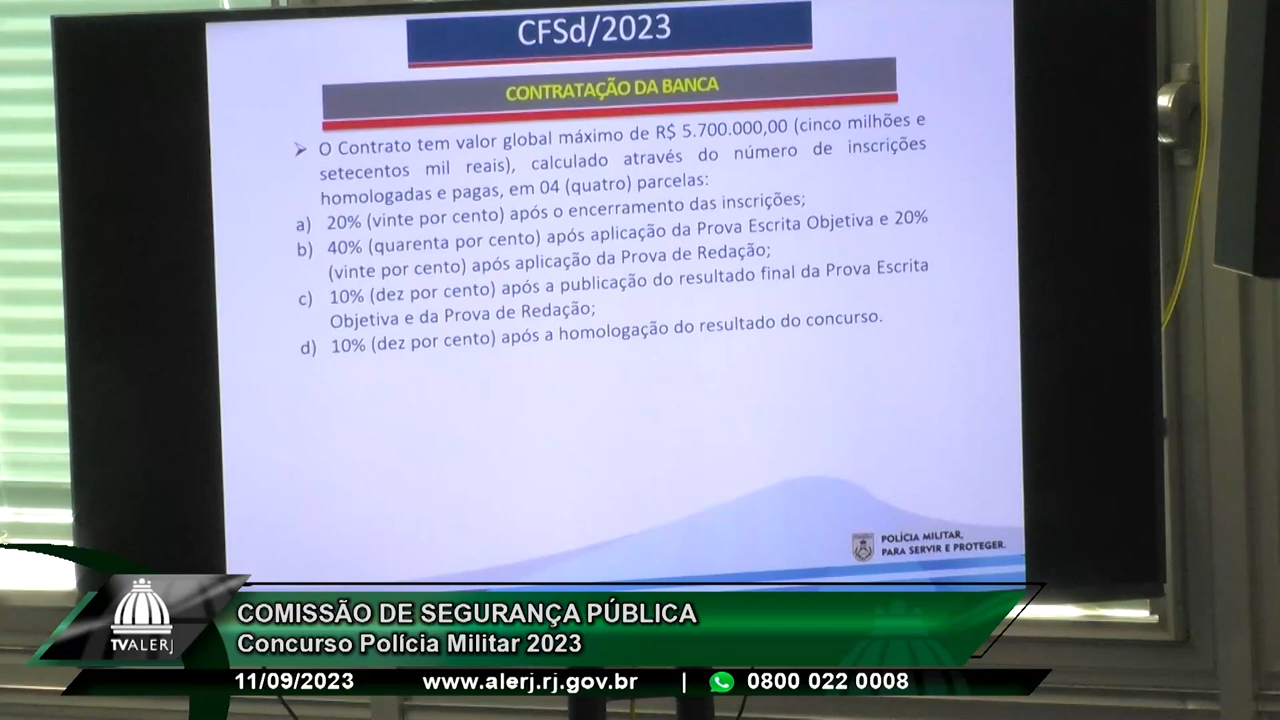 CFSd/2023
CONTRATAÇÃO DA BANCA
➢ O Contrato tem valor global máximo de R$ 5.700.000,00 (cinco milhões e
setecentos mil reais), calculado através do número de inscrições
homologadas e pagas, em 04 (quatro) parcelas:
a) 20% (vinte por cento) após o encerramento das inscrições;
b) 40% (quarenta por cento) após aplicação da Prova Escrita Objetiva e 20%
(vinte por cento) após aplicação da Prova de Redação;
c) 10% (dez por cento) após a publicação do resultado final da Prova Escrita
Objetiva e da Prova de Redação;
d) 10% (dez por cento) após a homologação do resultado do concurso.
POLÍCIA MILITAR,
PARA SERVIR E PROTEGER.
COMISSÃO DE SEGURANÇA PÚBLICA
Concurso Polícia Militar 2023
TVALERJ
11/09/2023 www.alerj.rj.gov.br | 0800 022 0008